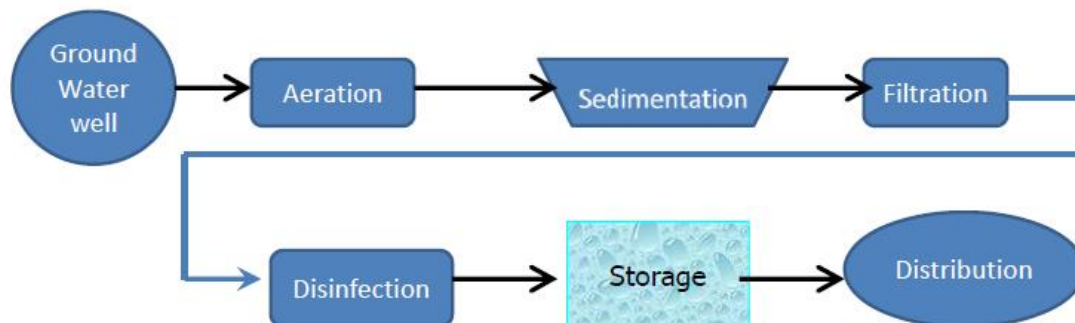 Ground
Water
well
Aeration
Sedimentation
Filtration
Disinfection
Storage
Distribution